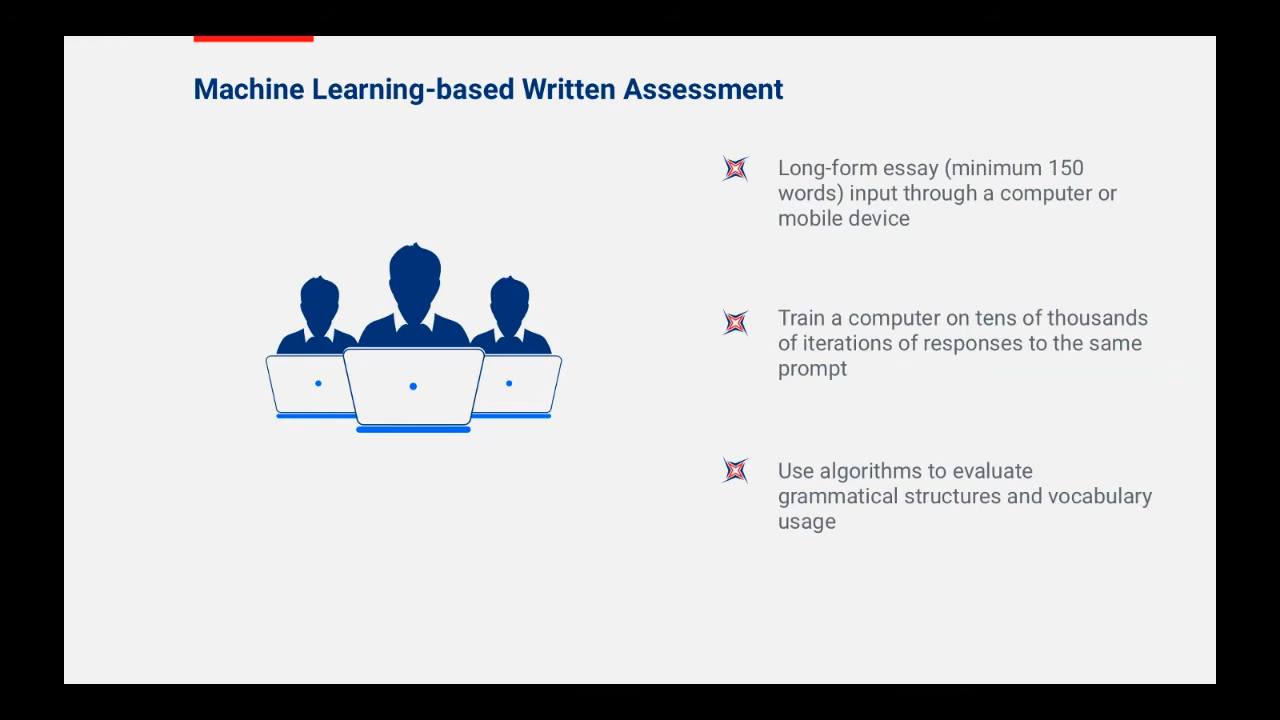 Machine Learning-based Written Assessment
Long-form essay (minimum 150
words) input through a computer or
mobile device
Train a computer on tens of thousands
of iterations of responses to the same
prompt
Use algorithms to evaluate
grammatical structures and vocabulary
usage